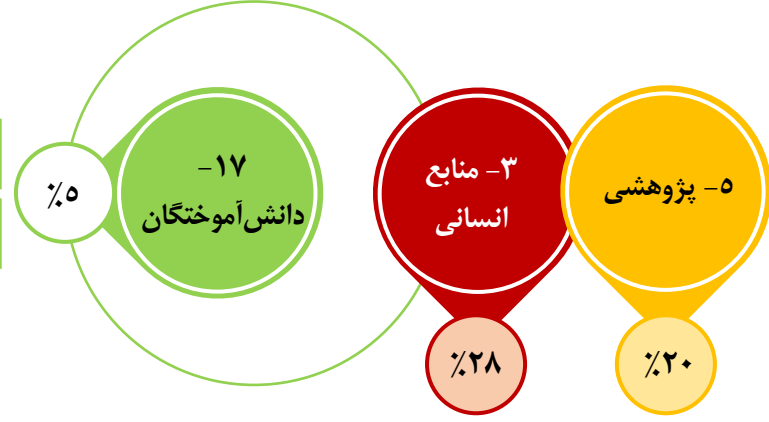 ۵- پژوهشی
٪۲۰
۳- منابع
انسانی
٪۲۸
۱۷-
دانش‌آموختگان
٪۵